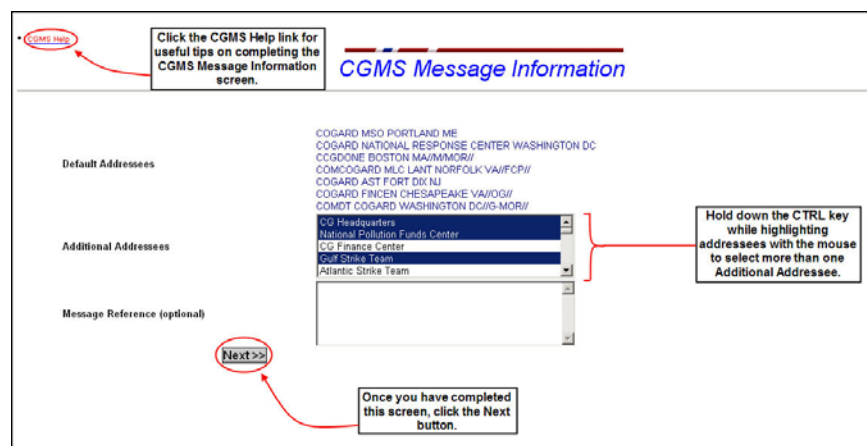 • CGMS Help
Click the CGMS Help link for
useful tips on completing the
CGMS Message Information
screen.
CGMS Message Information
Default Addressees
COGARD MSO PORTLAND ME
COGARD NATIONAL RESPONSE CENTER WASHINGTON DC
CCGDONE BOSTON MA//M/MOR//
COMCOGARD MLC LANT NORFOLK VA//FCP//
COGARD AST FORT DIX NJ
COGARD FINCEN CHESAPEAKE VA//OG//
COMDT COGARD WASHINGTON DC//G-MOR//
Additional Addressees
CG Headquarters
National Pollution Funds Center
CG Finance Center
Gulf Strike Team
Atlantic Strike Team
Hold down the CTRL key
while highlighting
addressees with the mouse
to select more than one
Additional Addressee.
Message Reference (optional)
Next >>
Once you have completed
this screen, click the Next
button.